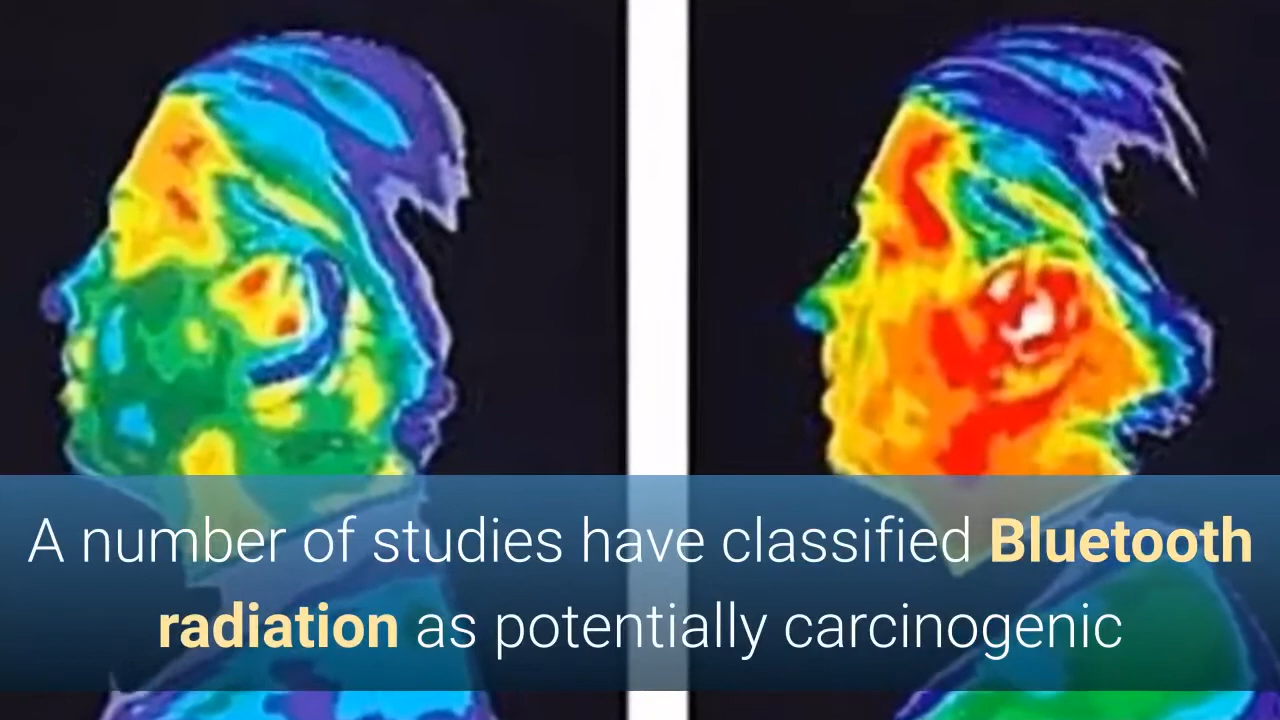 A number of studies have classified Bluetooth
radiation as potentially carcinogenic